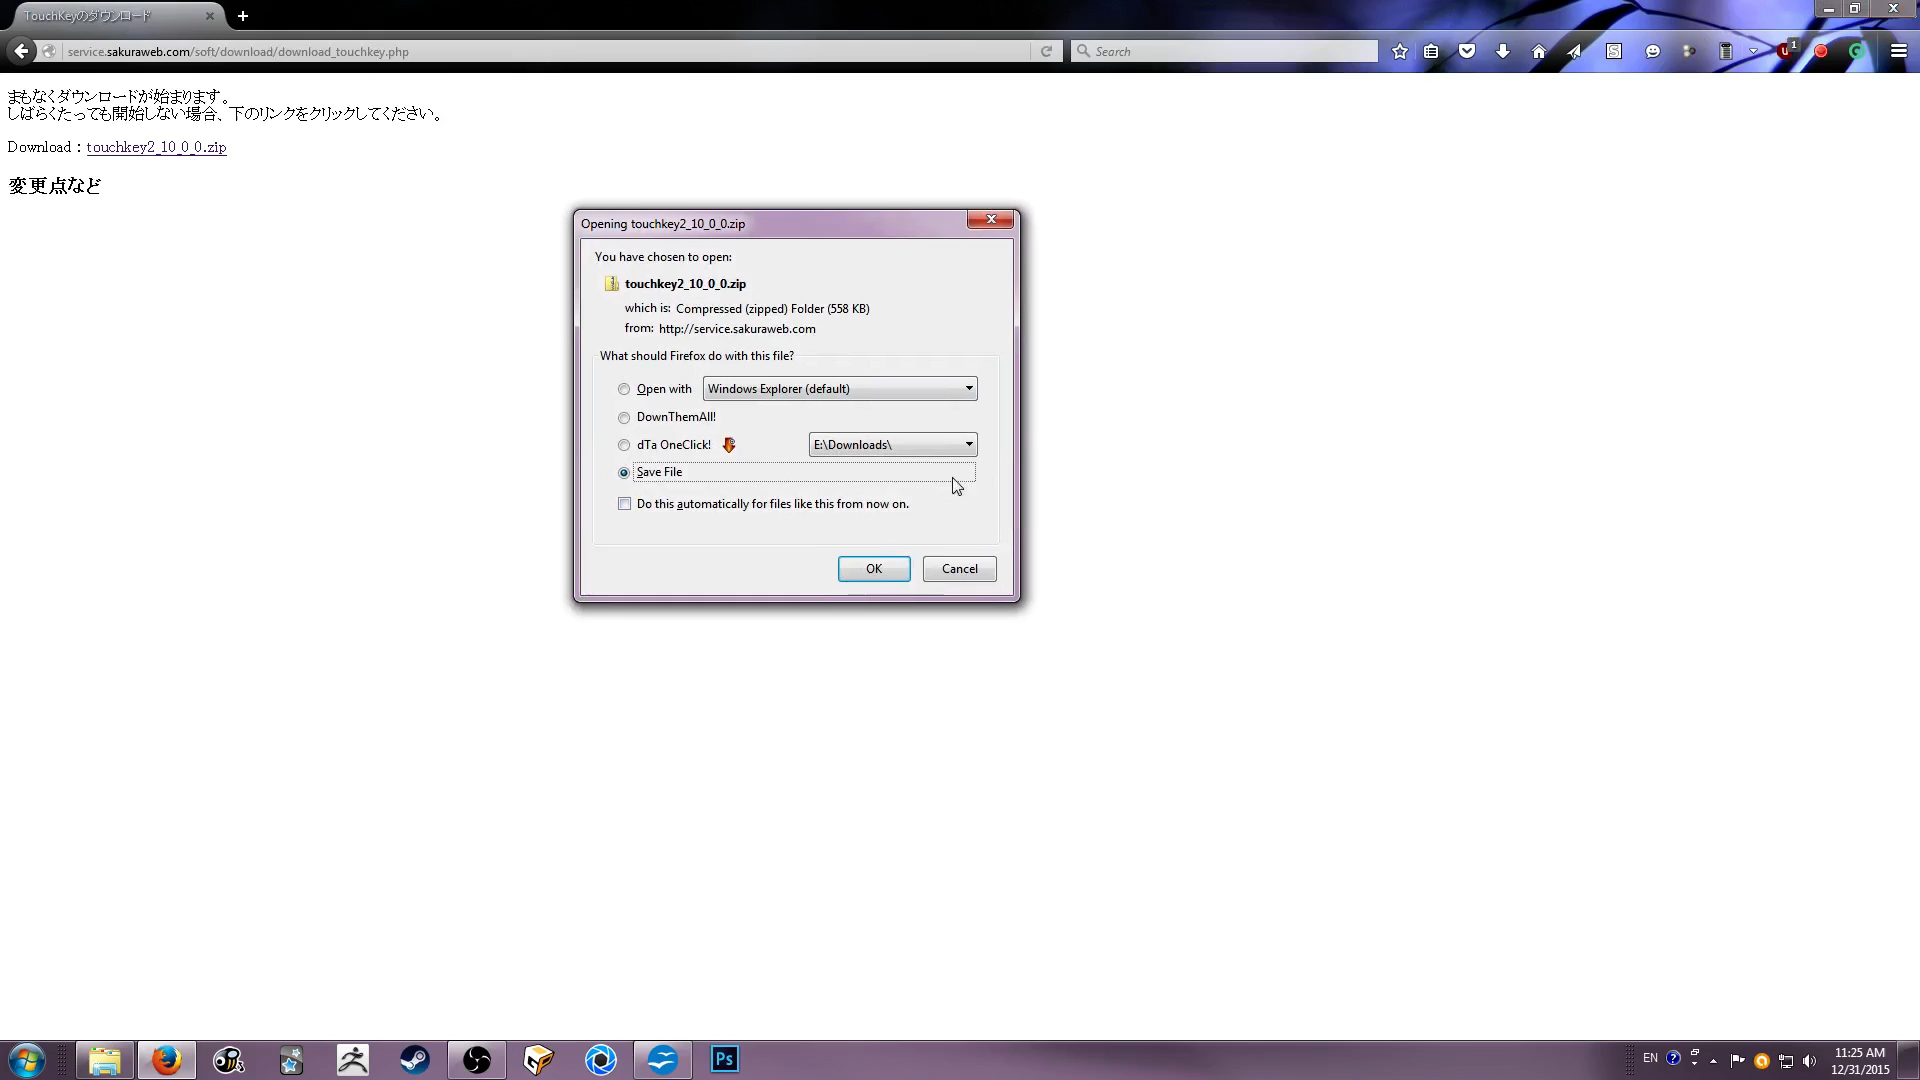 TouchKeyのダウンロード
service.sakuraweb.com/soft/download/download_touchkey.php
Search
1
まもなくダウンロードが始まります。
しばらくたっても開始しない場合、下のリンクをクリックしてください。
Download : touchkey2_10_0_0.zip
変更点など
Opening touchkey2_10_0_0.zip
You have chosen to open:
touchkey2_10_0_0.zip
which is: Compressed (zipped) Folder (558 KB)
from: http://service.sakuraweb.com
What should Firefox do with this file?
Open with Windows Explorer (default)
DownThemAll!
dTa OneClick! E:\Downloads\
Save File
Do this automatically for files like this from now on.
OK Cancel
Ps
EN
11:25 AM
12/31/2015